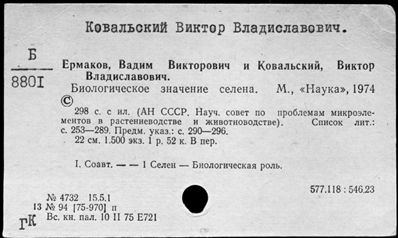 Ковальский Виктор Владиславович.
Б
8801
Ермаков, Вадим Викторович и Ковальский, Виктор
Владиславович.
Биологическое значение селена. М., «Наука», 1974
©
298 с. с ил. (АН СССР. Науч. совет по проблемам микроэле-
ментов в растениеводстве и животноводстве). Список лит.:
с. 253—289. Предм. указ.: с. 290—296.
22 см. 1.500 экз. 1 р. 52 к. В пер.
I. Соавт. — — 1 Селен — Биологическая роль.
577.118 : 546.23
№ 4732 15.5.1
13 № 94 [75-970] п
ГК
Вс. кн. пал. 10 II 75 Е721